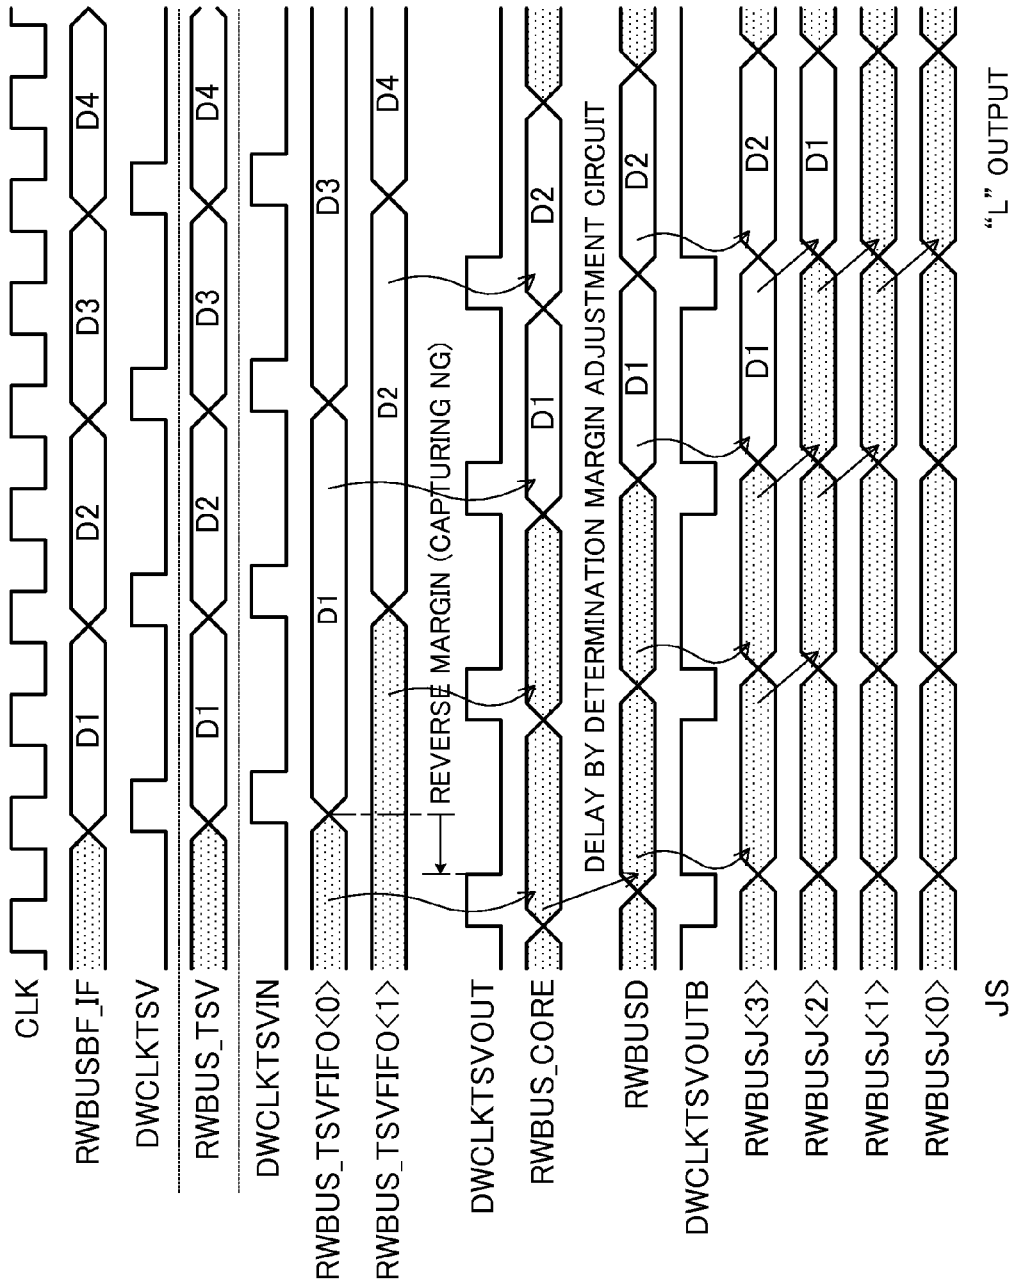 CLK
RWBUSBF_IF D1 D2 D3 D4
DWCLKTSV
RWBUS_TSV D1 D2 D3 D4
DWCLKTSVIN
RWBUS_TSVFIFO<0> D1 D3
RWBUS_TSVFIFO<1> D2 D4
REVERSE MARGIN (CAPTURING NG)
DWCLKTSVOUT
RWBUS_CORE D1 D2
DELAY BY DETERMINATION MARGIN ADJUSTMENT CIRCUIT
RWBUSD D1 D2
DWCLKTSVOUTB
RWBUSJ<3> D1 D2
RWBUSJ<2> D1
RWBUSJ<1>
RWBUSJ<0>
JS “L” OUTPUT